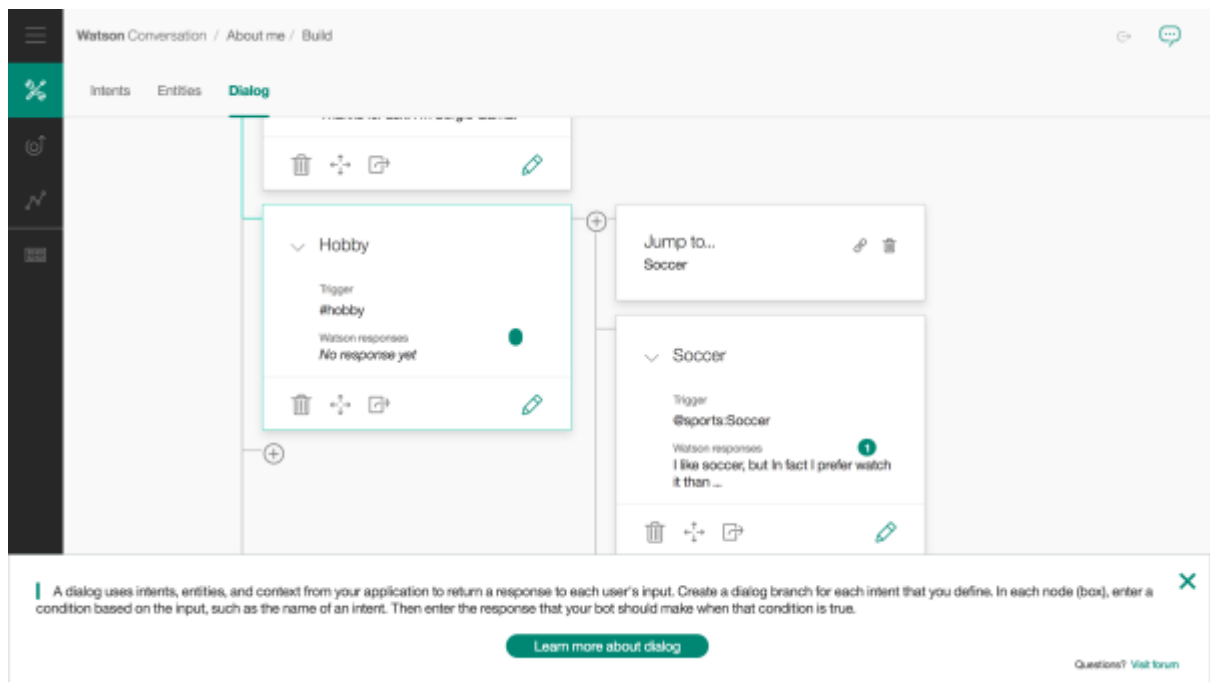 Watson Conversation / About me / Build
Intents Entities Dialog
Hobby
Trigger
#hobby
Watson responses
No response yet
Jump to...
Soccer
Soccer
Trigger
@sports:Soccer
Watson responses
1
I like soccer, but In fact I prefer watch
it than ...
A dialog uses intents, entities, and context from your application to return a response to each user's input. Create a dialog branch for each intent that you define. In each node (box), enter a
condition based on the input, such as the name of an intent. Then enter the response that your bot should make when that condition is true.
Learn more about dialog
Questions? Visit forum